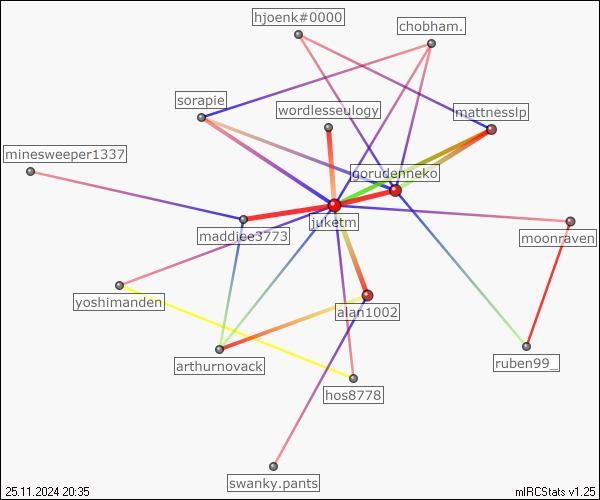 hjoenk#0000
chobham.
sorapie
wordlesseulogy
mattnesslp
minesweeper1337
gorudenneko
juketm
maddiee3773
moonraven
yoshimanden
alan1002
arthurnovack
ruben99_
hos8778
swanky.pants
25.11.2024 20:35
mIRCStats v1.25